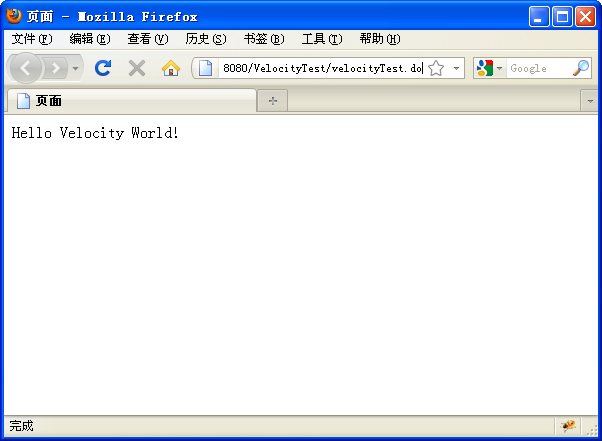 页面 - Mozilla Firefox
文件(F) 编辑(E) 查看(V) 历史(S) 书签(B) 工具(T) 帮助(H)
8080/VelocityTest/velocityTest.do Google
页面
Hello Velocity World!
完成